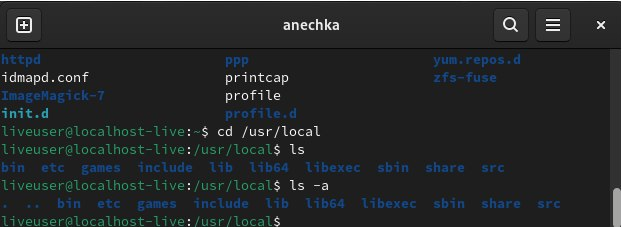 anechka
httpd ppp yum.repos.d
idmapd.conf printcap zfs-fuse
ImageMagick-7 profile
init.d profile.d
liveuser@localhost-live:~$ cd /usr/local
liveuser@localhost-live:/usr/local$ ls
bin etc games include lib lib64 libexec sbin share src
liveuser@localhost-live:/usr/local$ ls -a
. .. bin etc games include lib lib64 libexec sbin share src
liveuser@localhost-live:/usr/local$